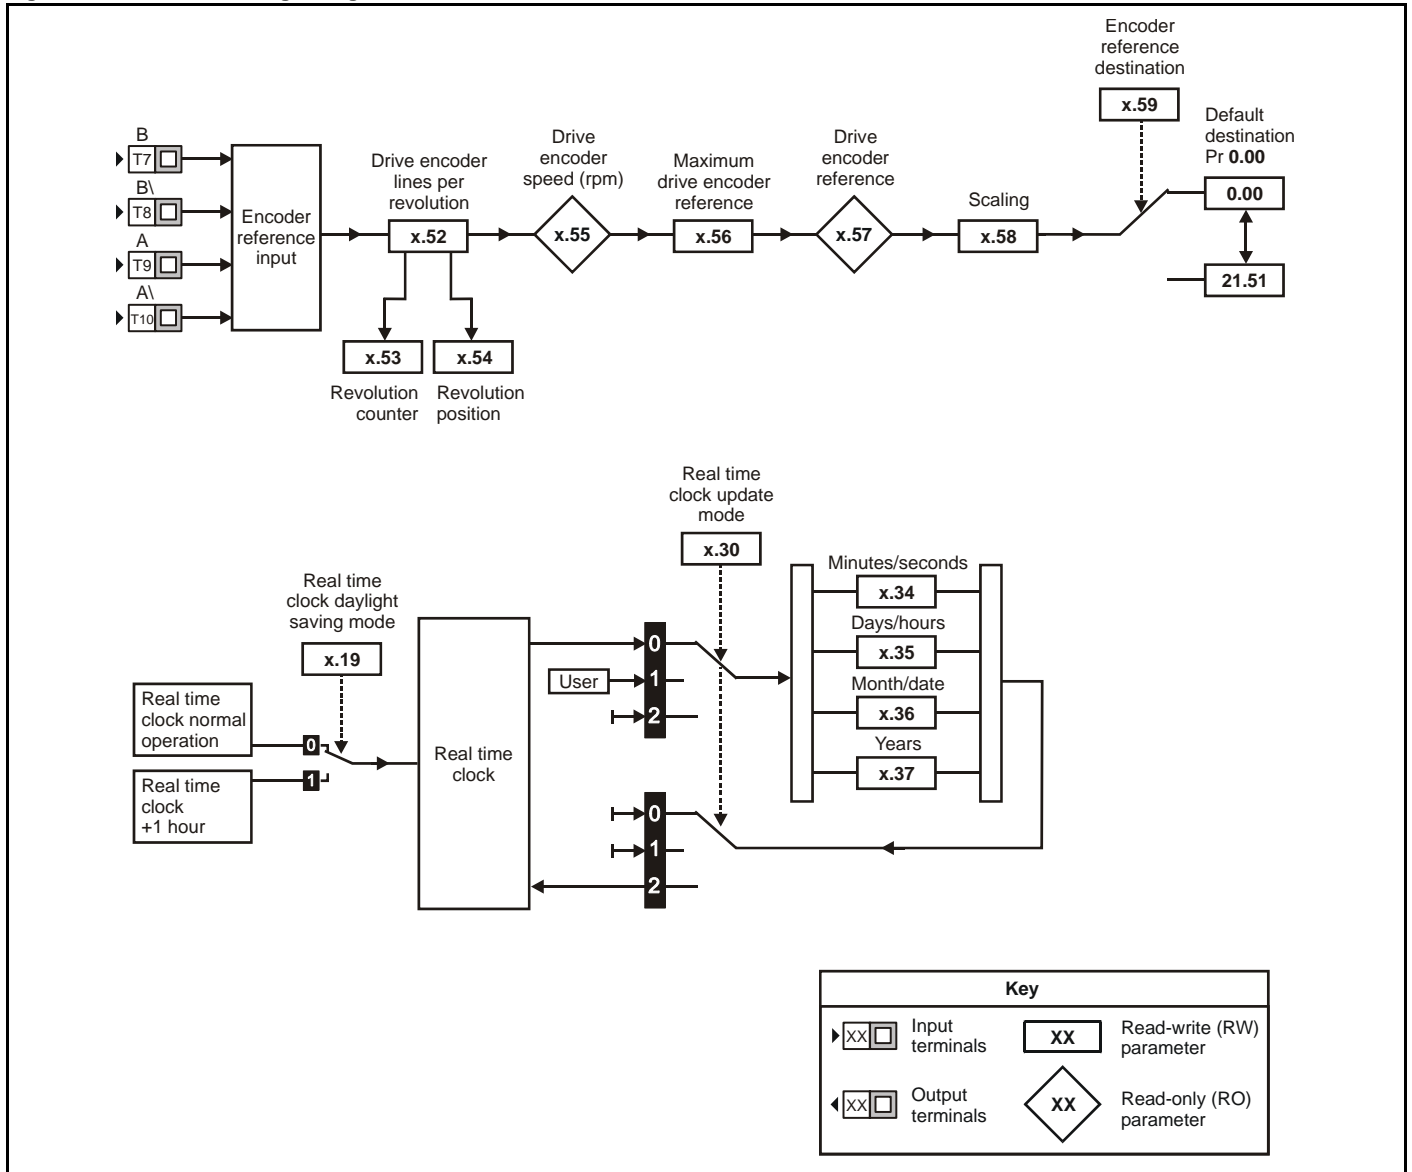 Encoder
reference
destination
x.59
Default
destination
Pr 0.00
0.00
21.51
B
T7
B\
T8
A
T9
A\
T10
Encoder
reference
input
Drive encoder
lines per
revolution
x.52
Drive
encoder
speed (rpm)
x.55
Maximum
drive encoder
reference
x.56
Drive
encoder
reference
x.57
Scaling
x.58
x.53
Revolution
counter
x.54
Revolution
position
Real time
clock update
mode
x.30
Real time
clock daylight
saving mode
x.19
Real time
clock normal
operation
0
Real time
clock
+1 hour
1
Real time
clock
0
User
1
2
0
1
2
Minutes/seconds
x.34
Days/hours
x.35
Month/date
x.36
Years
x.37
Key
XX
Input
terminals
XX
Read-write (RW)
parameter
XX
Output
terminals
XX
Read-only (RO)
parameter